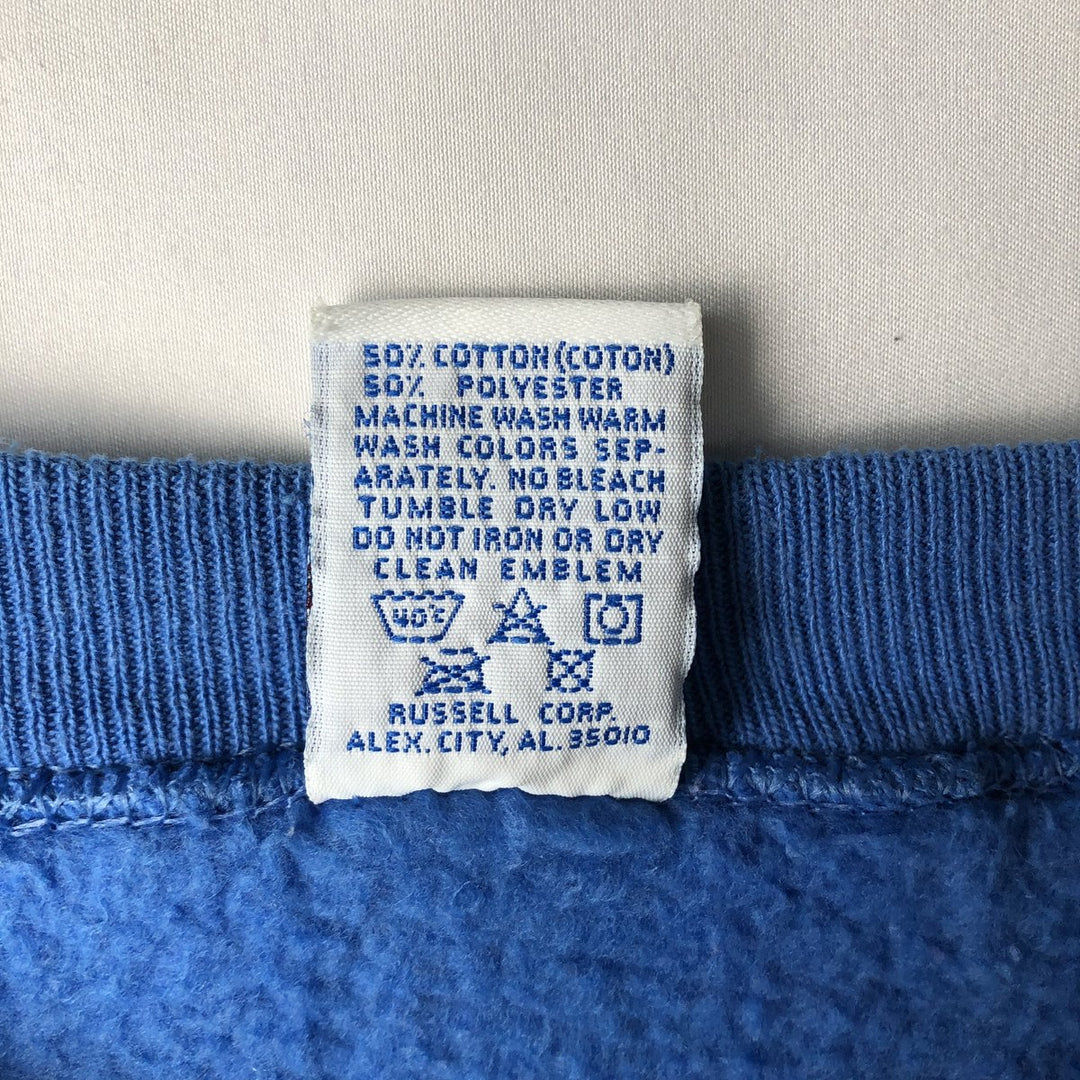 50% COTTON (COTON)
50% POLYESTER
MACHINE WASH WARM
WASH COLORS SEP-
ARATELY. NO BLEACH
TUMBLE DRY LOW
DO NOT IRON OR DRY
CLEAN EMBLEM
40°C
RUSSELL CORP.
ALEX. CITY, AL. 35010